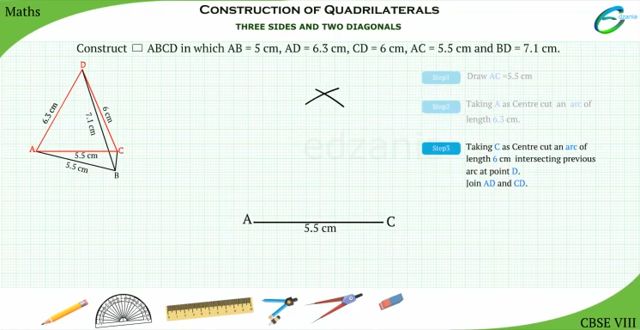 Maths
CONSTRUCTION OF QUADRILATERALS
THREE SIDES AND TWO DIAGONALS
edzania
Construct □ ABCD in which AB = 5 cm, AD = 6.3 cm, CD = 6 cm, AC = 5.5 cm and BD = 7.1 cm.
D
6.3 cm
7.1 cm
6 cm
A
5.5 cm
C
5.5 cm
B
Step1 Draw AC =5.5 cm
Step2 Taking A as Centre cut an arc of
length 6.3 cm.
Step3 Taking C as Centre cut an arc of
length 6 cm intersecting previous
arc at point D.
Join AD and CD.
edzania
A
C
5.5 cm
CBSE VIII